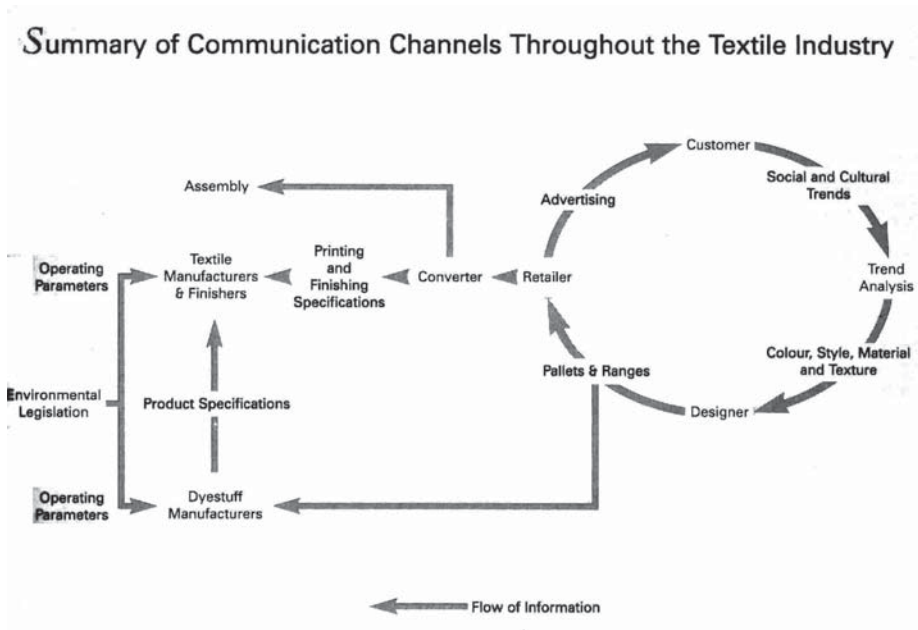 Summary of Communication Channels Throughout the Textile Industry
Customer
Social and Cultural
Trends
Assembly
Advertising
Operating
Parameters
Textile
Manufacturers
& Finishers
Printing
and
Finishing
Specifications
Converter
Retailer
Trend
Analysis
Pallets & Ranges
Colour, Style, Material
and Texture
Environmental
Legislation
Product Specifications
Designer
Operating
Parameters
Dyestuff
Manufacturers
Flow of Information